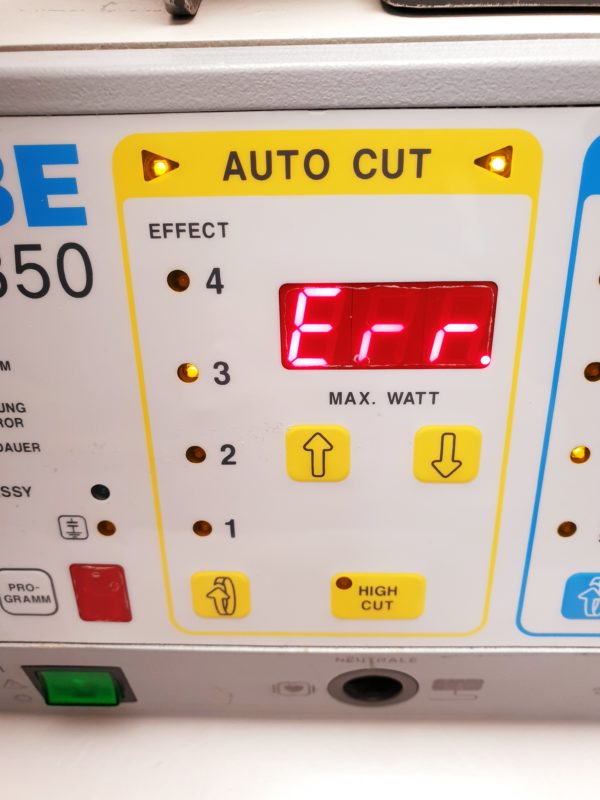 BE
350
AUTO CUT
EFFECT
4
3
2
1
Err.
MAX. WATT
M
UNG
ROR
DAUER
SSY
PRO-
GRAMM
HIGH
CUT
NEUTRALE